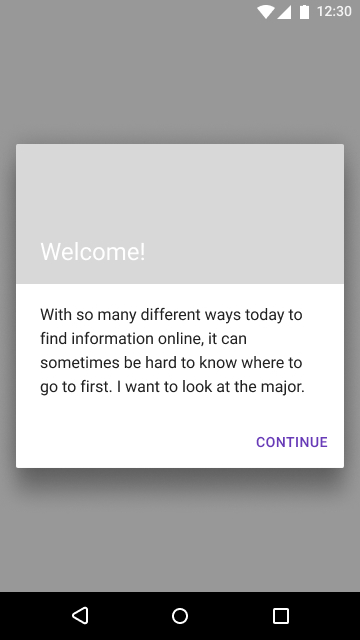 12:30
Welcome!
With so many different ways today to
find information online, it can
sometimes be hard to know where to
go to first. I want to look at the major.
CONTINUE